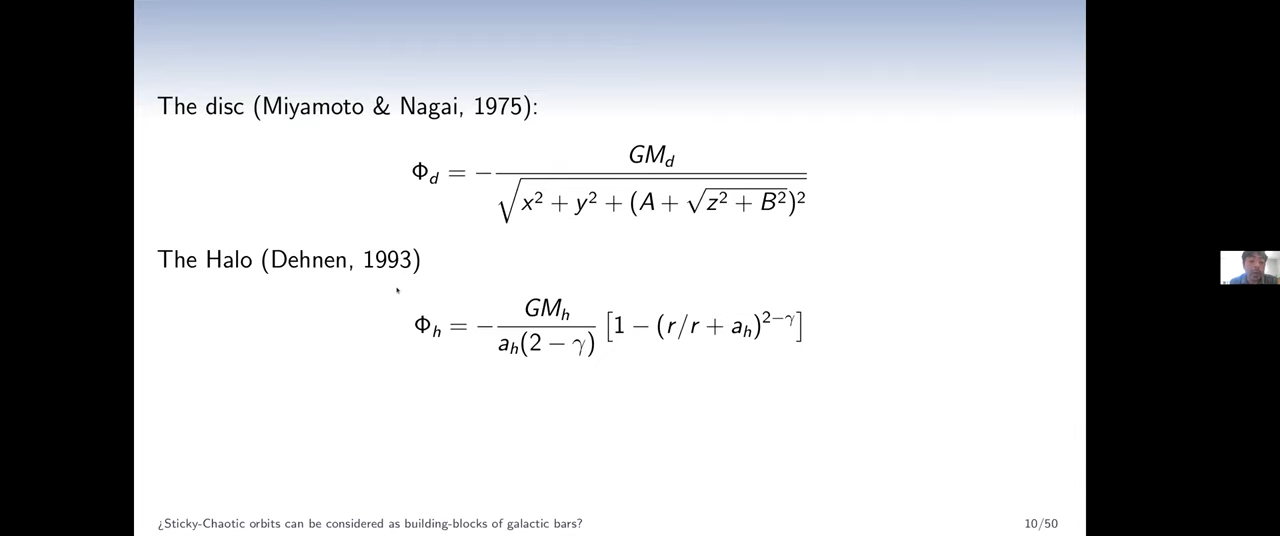 The disc (Miyamoto & Nagai, 1975):
Φ_d = − GM_d / √(x² + y² + (A + √(z² + B²))²)
The Halo (Dehnen, 1993)
Φ_h = − GM_h / a_h(2 − γ) [1 − (r/r + a_h)^{2−γ}]
¿Sticky-Chaotic orbits can be considered as building-blocks of galactic bars?
10/50